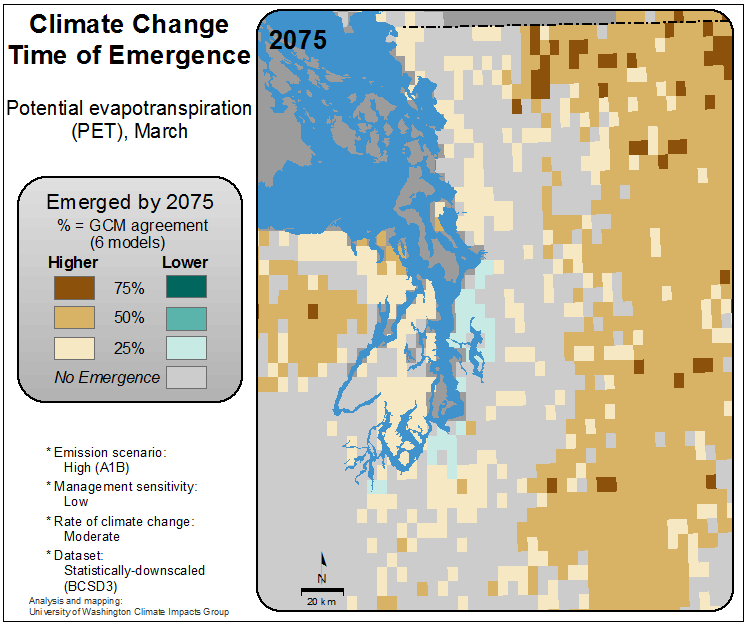 Climate Change
Time of Emergence
Potential evapotranspiration
(PET), March
Emerged by 2075
% = GCM agreement
(6 models)
Higher Lower
75%
50%
25%
No Emergence
* Emission scenario:
High (A1B)
* Management sensitivity:
Low
* Rate of climate change:
Moderate
* Dataset:
Statistically-downscaled
(BCSD3)
Analysis and mapping:
University of Washington Climate Impacts Group
2075
N
20 km